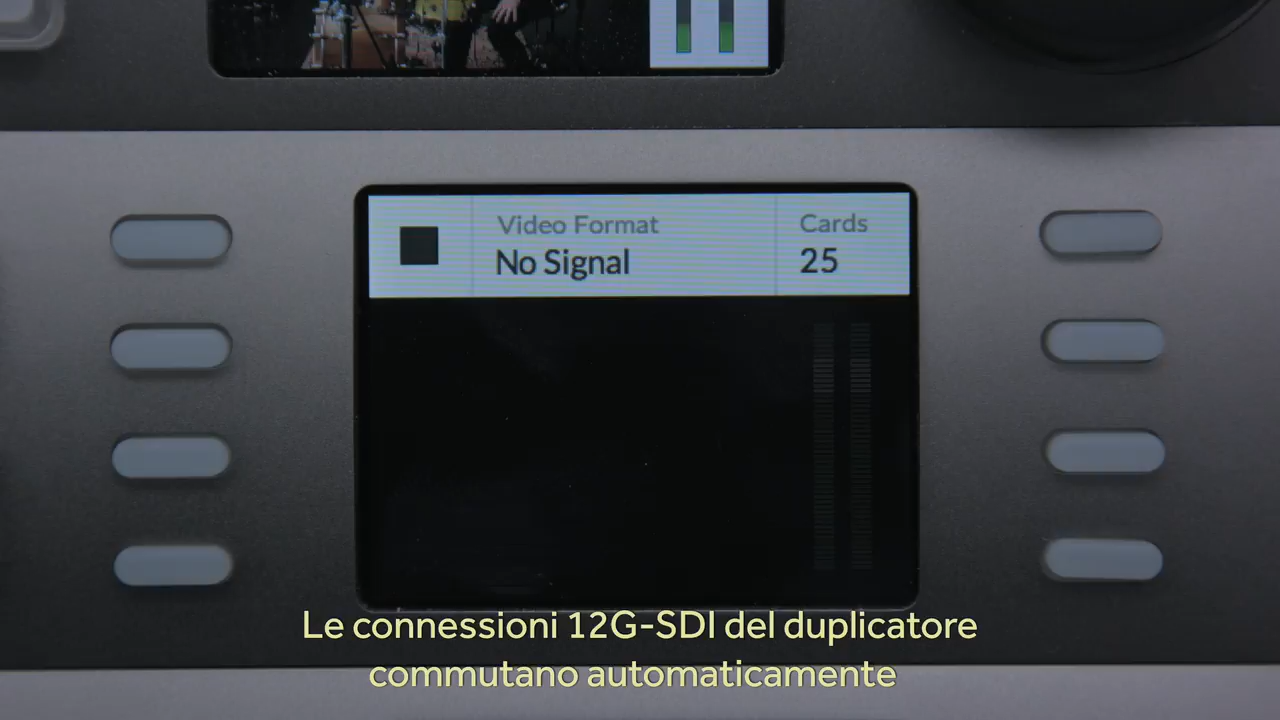 Video Format
No Signal
Cards
25
Le connessioni 12G-SDI del duplicatore
commutano automaticamente